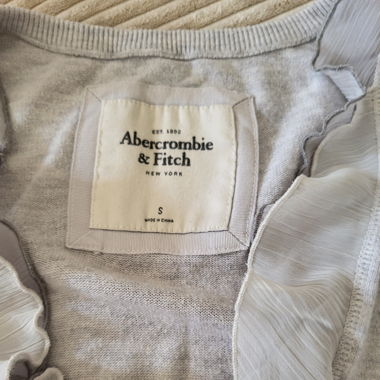 EST. 1892
Abercrombie
& Fitch
NEW YORK
S
MADE IN CHINA